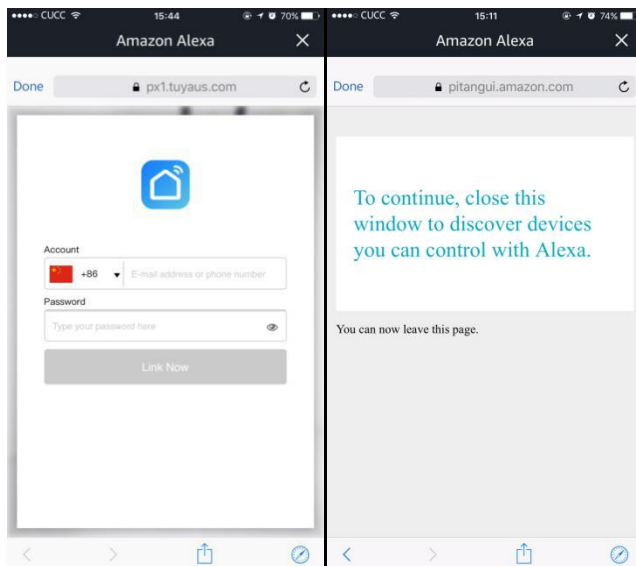 CUCC 15:44 70%
Amazon Alexa
Done px1.tuyaus.com
Account
+86 E-mail address or phone number
Password
Type your password here
Link Now
CUCC 15:11 74%
Amazon Alexa
Done pitangui.amazon.com
To continue, close this
window to discover devices
you can control with Alexa.
You can now leave this page.